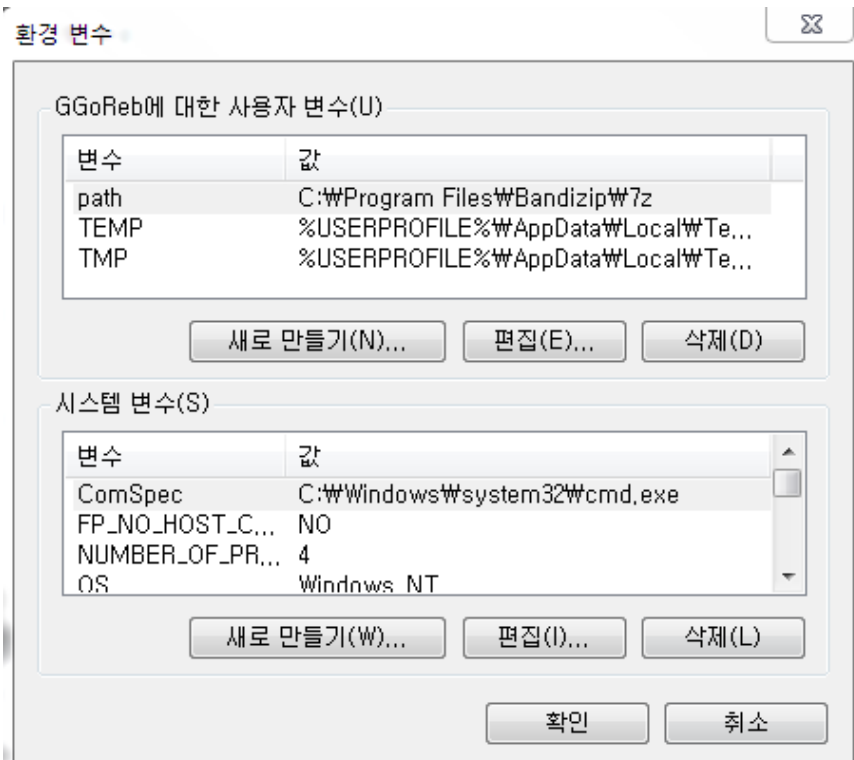 환경 변수
GGoReb에 대한 사용자 변수(U)
변수 값
path C:₩Program Files₩Bandizip₩7z
TEMP %USERPROFILE%₩AppData₩Local₩Te...
TMP %USERPROFILE%₩AppData₩Local₩Te...
새로 만들기(N)... 편집(E)... 삭제(D)
시스템 변수(S)
변수 값
ComSpec C:₩Windows₩system32₩cmd.exe
FP_NO_HOST_C... NO
NUMBER_OF_PR... 4
OS Windows_NT
새로 만들기(W)... 편집(I)... 삭제(L)
확인 취소